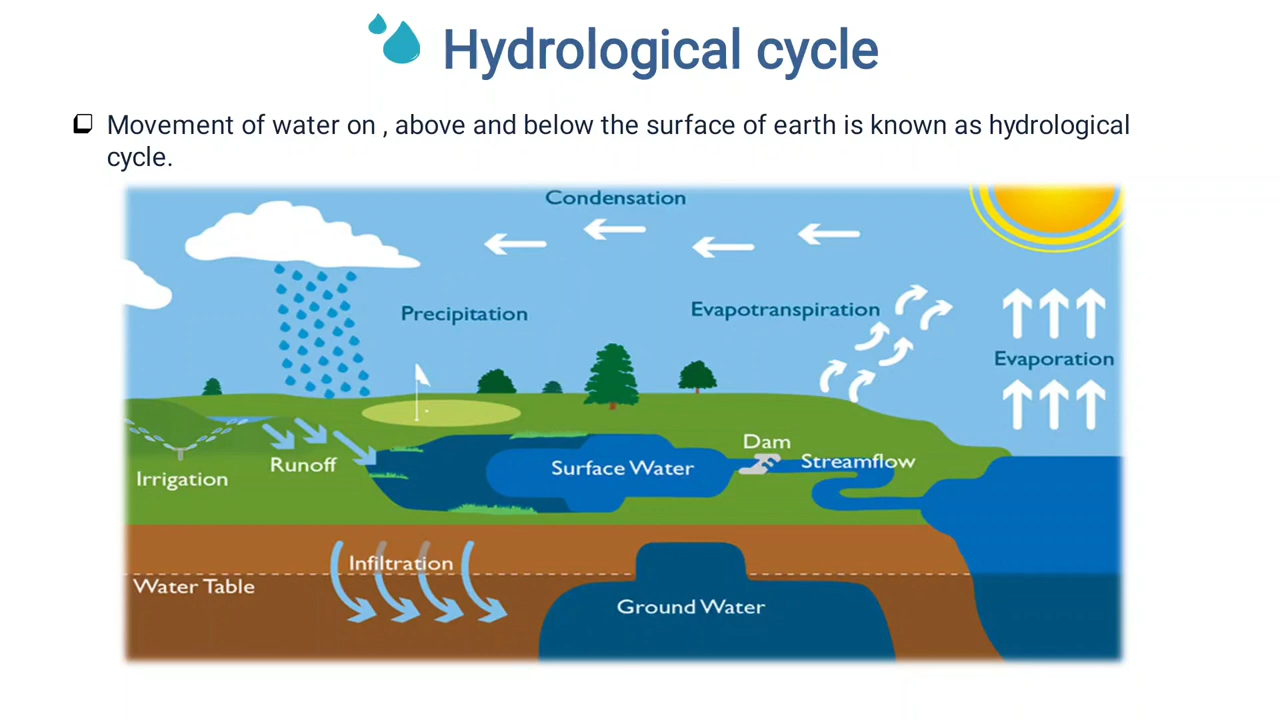 Hydrological cycle
Movement of water on , above and below the surface of earth is known as hydrological
cycle.
Condensation
Precipitation
Evapotranspiration
Evaporation
Dam
Irrigation
Runoff
Surface Water
Streamflow
Infiltration
Water Table
Ground Water